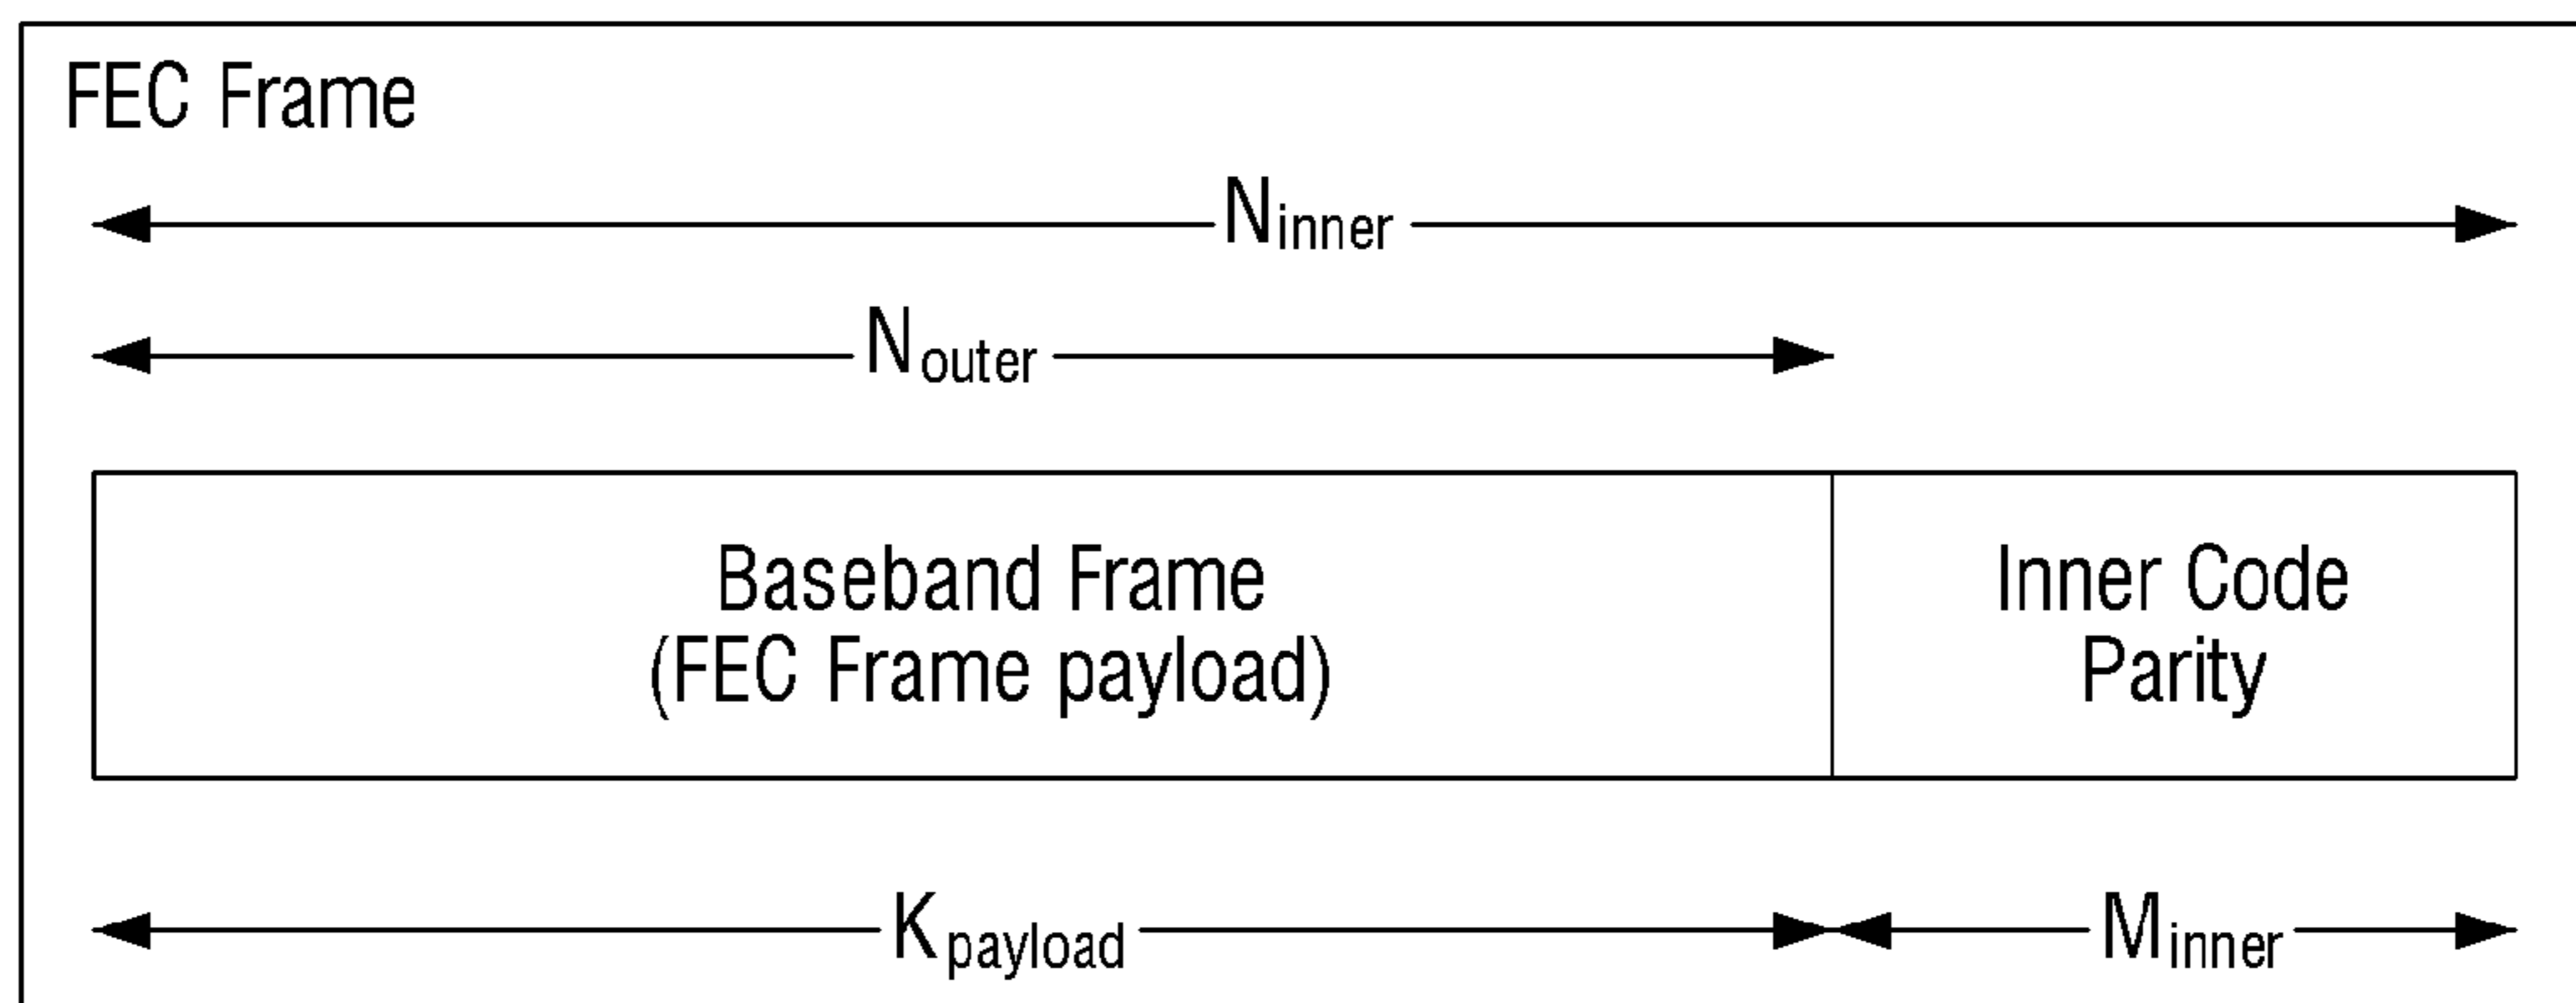 FEC Frame
Ninner
Nouter
Baseband Frame
(FEC Frame payload)
Inner Code
Parity
Kpayload
Minner